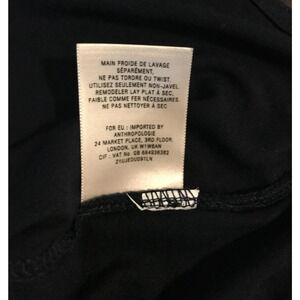 MAIN FROIDE DE LAVAGE
SÉPARÉMENT,
NE PAS TORDRE OU TWIST.
UTILISEZ SEULEMENT NON-JAVEL.
REMODELER LAY PLAT À SEC.
FAIBLE COMME FER NÉCESSAIRES.
NE PAS NETTOYER À SEC.
FOR EU : IMPORTED BY
ANTHROPOLOGIE
24 MARKET PLACE, 3RD FLOOR.
LONDON, UK W1W8AN
CIF : VAT No GB 694936382